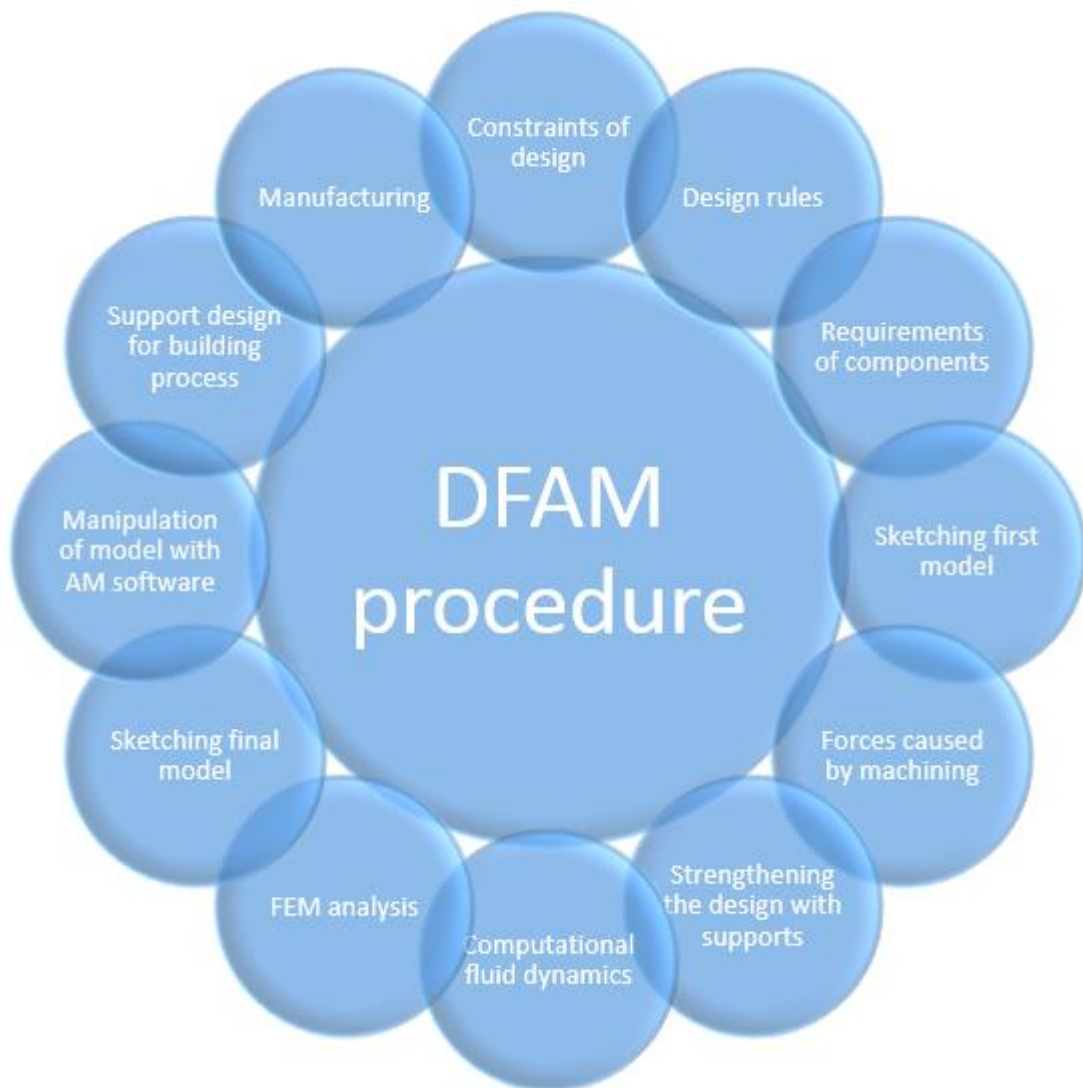 Constraints of
design
Design rules
Requirements
of components
Sketching first
model
Forces caused
by machining
Strengthening
the design with
supports
Computational
fluid dynamics
FEM analysis
Sketching final
model
Manipulation
of model with
AM software
Support design
for building
process
Manufacturing
DFAM
procedure